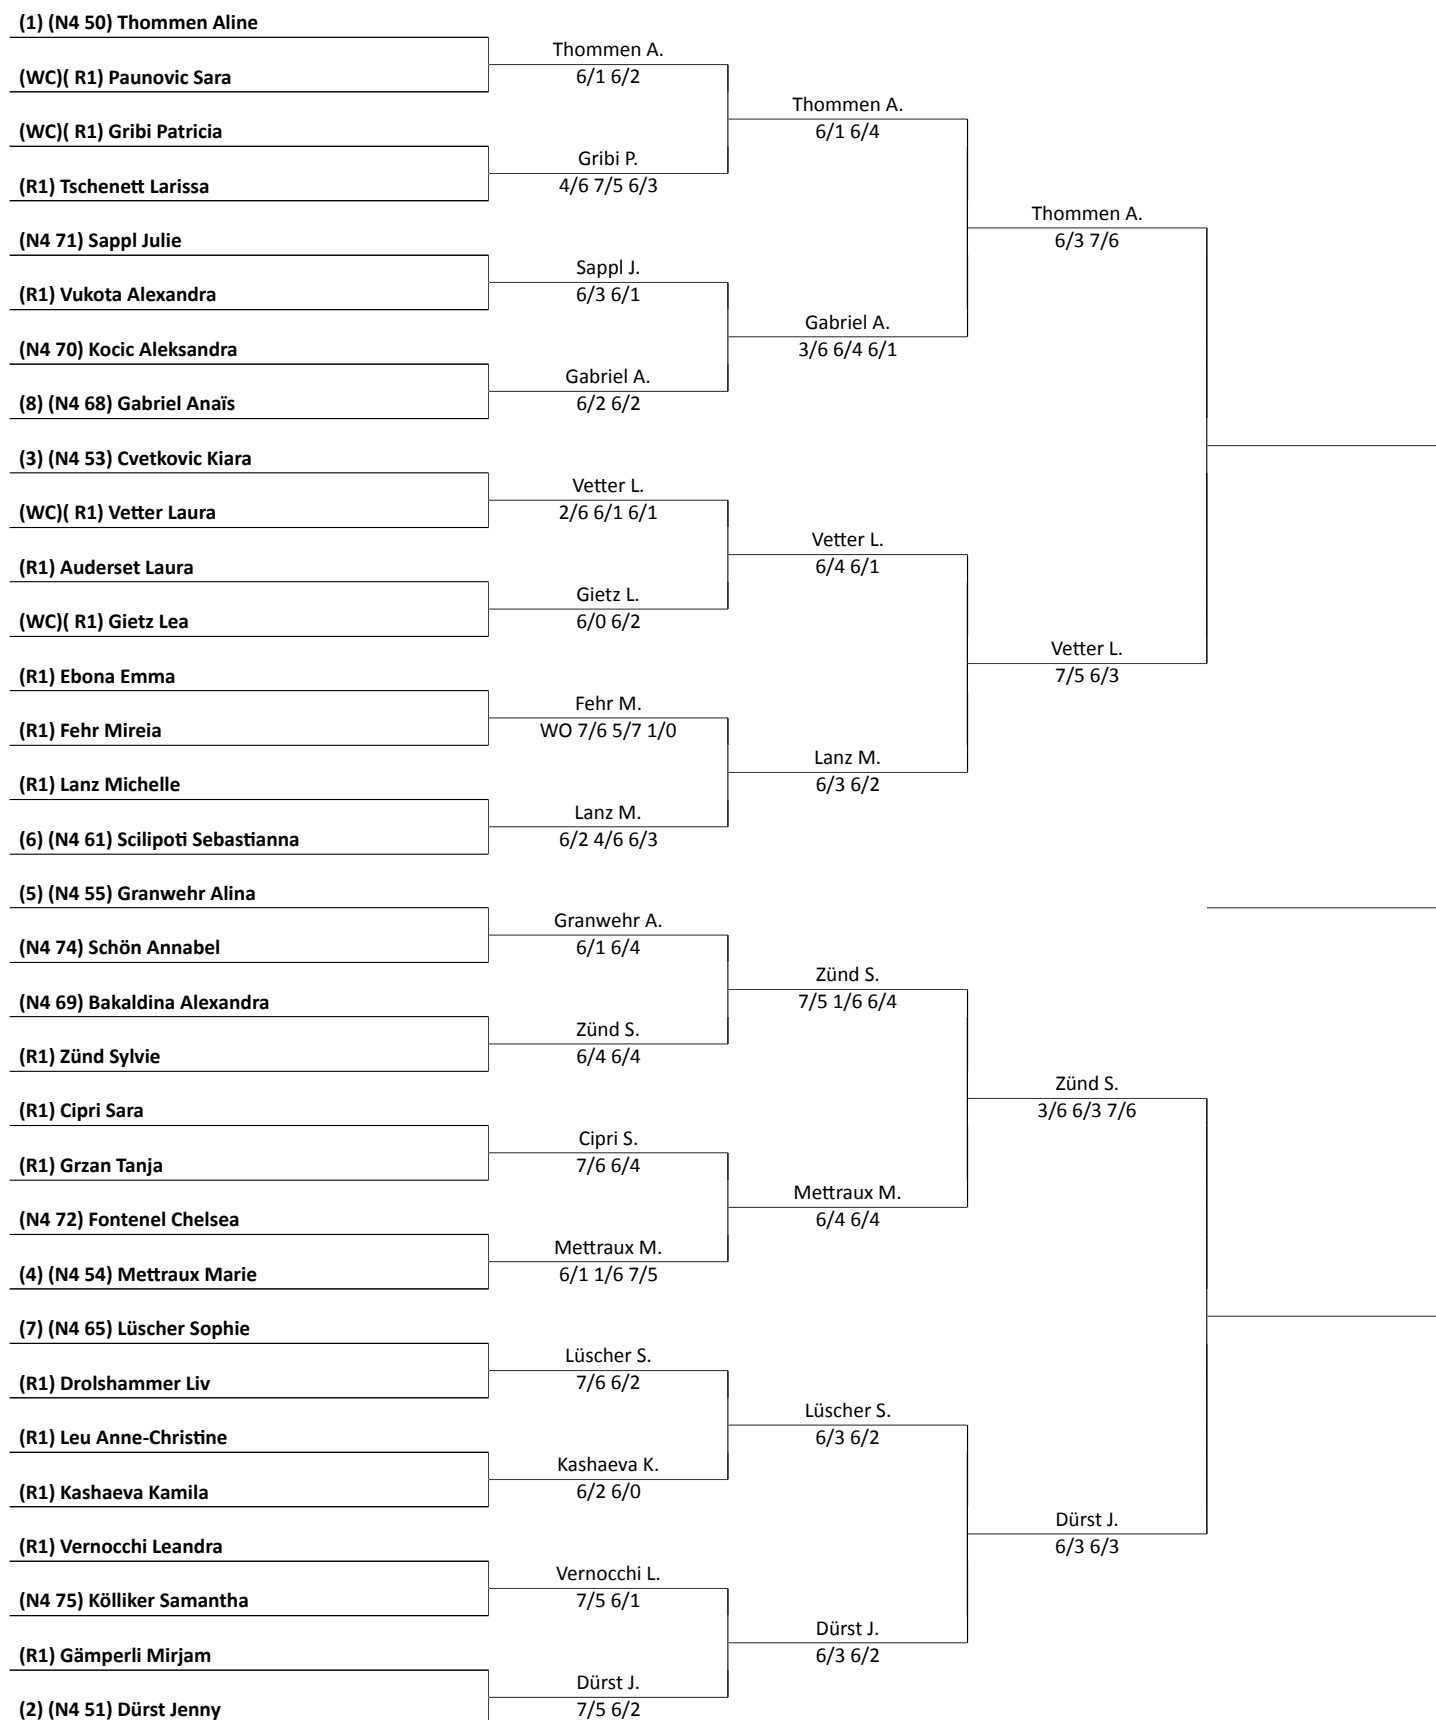 (1) (N4 50) Thommen Aline
(WC)( R1) Paunovic Sara
(WC)( R1) Gribi Patricia
(R1) Tschenett Larissa
(N4 71) Sappl Julie
(R1) Vukota Alexandra
(N4 70) Kocic Aleksandra
(8) (N4 68) Gabriel Anaïs
(3) (N4 53) Cvetkovic Kiara
(WC)( R1) Vetter Laura
(R1) Auderset Laura
(WC)( R1) Gietz Lea
(R1) Ebona Emma
(R1) Fehr Mireia
(R1) Lanz Michelle
(6) (N4 61) Scilipoti Sebastianna
(5) (N4 55) Granwehr Alina
(N4 74) Schön Annabel
(N4 69) Bakaldina Alexandra
(R1) Zünd Sylvie
(R1) Cipri Sara
(R1) Grzan Tanja
(N4 72) Fontenel Chelsea
(4) (N4 54) Mettraux Marie
(7) (N4 65) Lüscher Sophie
(R1) Drolshammer Liv
(R1) Leu Anne-Christine
(R1) Kashaeva Kamila
(R1) Vernocchi Leandra
(N4 75) Kölliker Samantha
(R1) Gämperli Mirjam
(2) (N4 51) Dürst Jenny
Thommen A.
6/1 6/2
Gribi P.
4/6 7/5 6/3
Sappl J.
6/3 6/1
Gabriel A.
6/2 6/2
Vetter L.
2/6 6/1 6/1
Gietz L.
6/0 6/2
Fehr M.
WO 7/6 5/7 1/0
Lanz M.
6/2 4/6 6/3
Granwehr A.
6/1 6/4
Zünd S.
6/4 6/4
Cipri S.
7/6 6/4
Mettraux M.
6/1 1/6 7/5
Lüscher S.
7/6 6/2
Kashaeva K.
6/2 6/0
Vernocchi L.
7/5 6/1
Dürst J.
7/5 6/2
Thommen A.
6/1 6/4
Gabriel A.
3/6 6/4 6/1
Vetter L.
6/4 6/1
Lanz M.
6/3 6/2
Zünd S.
7/5 1/6 6/4
Mettraux M.
6/4 6/4
Lüscher S.
6/3 6/2
Dürst J.
6/3 6/2
Thommen A.
6/3 7/6
Vetter L.
7/5 6/3
Zünd S.
3/6 6/3 7/6
Dürst J.
6/3 6/3